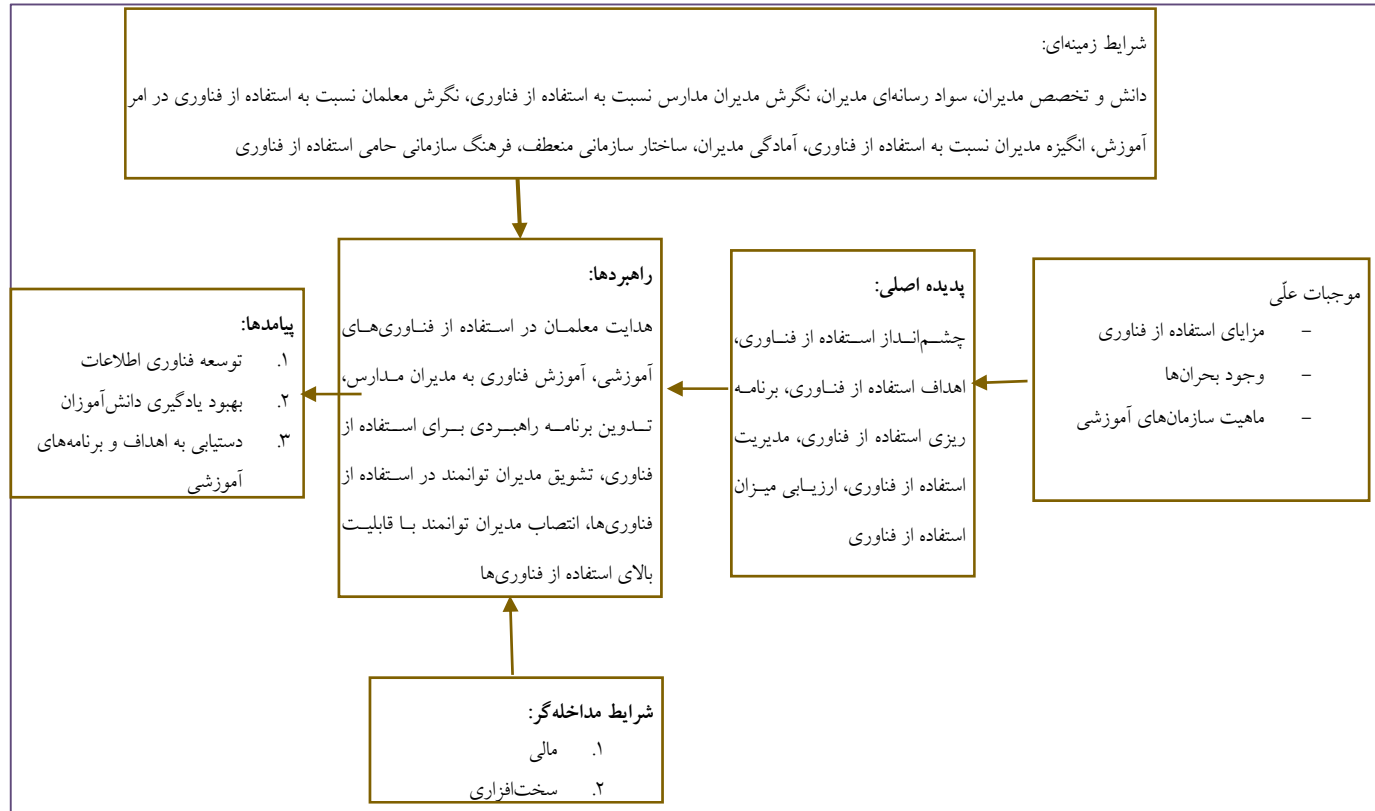 شرایط زمینه‌ای:
دانش و تخصص مدیران، سواد رسانه‌ای مدیران، نگرش مدیران مدارس نسبت به استفاده از فناوری، نگرش معلمان نسبت به استفاده از فناوری در امر
آموزش، انگیزه مدیران نسبت به استفاده از فناوری، آمادگی مدیران، ساختار سازمانی منعطف، فرهنگ سازمانی حامی استفاده از فناوری
موجبات علّی
- مزایای استفاده از فناوری
- وجود بحران‌ها
- ماهیت سازمان‌های آموزشی
پدیده اصلی:
چشم‌انداز استفاده از فناوری،
اهداف استفاده از فناوری، برنامه
ریزی استفاده از فناوری، مدیریت
استفاده از فناوری، ارزیابی میزان
استفاده از فناوری
راهبردها:
هدایت معلمان در استفاده از فناوری‌های
آموزشی، آموزش فناوری به مدیران مدارس،
تدوین برنامه راهبردی برای استفاده از
فناوری، تشویق مدیران توانمند در استفاده از
فناوری‌ها، انتصاب مدیران توانمند با قابلیت
بالای استفاده از فناوری‌ها
پیامدها:
۱. توسعه فناوری اطلاعات
۲. بهبود یادگیری دانش‌آموزان
۳. دستیابی به اهداف و برنامه‌های
آموزشی
شرایط مداخله‌گر:
۱. مالی
۲. سخت‌افزاری